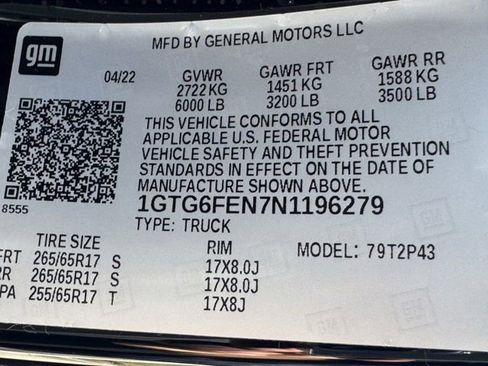 gm
MFD BY GENERAL MOTORS LLC
04/22 GVWR GAWR FRT GAWR RR
2722 KG 1451 KG 1588 KG
6000 LB 3200 LB 3500 LB
THIS VEHICLE CONFORMS TO ALL
APPLICABLE U.S. FEDERAL MOTOR
VEHICLE SAFETY AND THEFT PREVENTION
STANDARDS IN EFFECT ON THE DATE OF
MANUFACTURE SHOWN ABOVE.
8555
1GTG6FEN7N1196279
TYPE: TRUCK
TIRE SIZE RIM MODEL: 79T2P43
FRT 265/65R17 S 17X8.0J
RR 265/65R17 S 17X8.0J
PA 255/65R17 T 17X8J